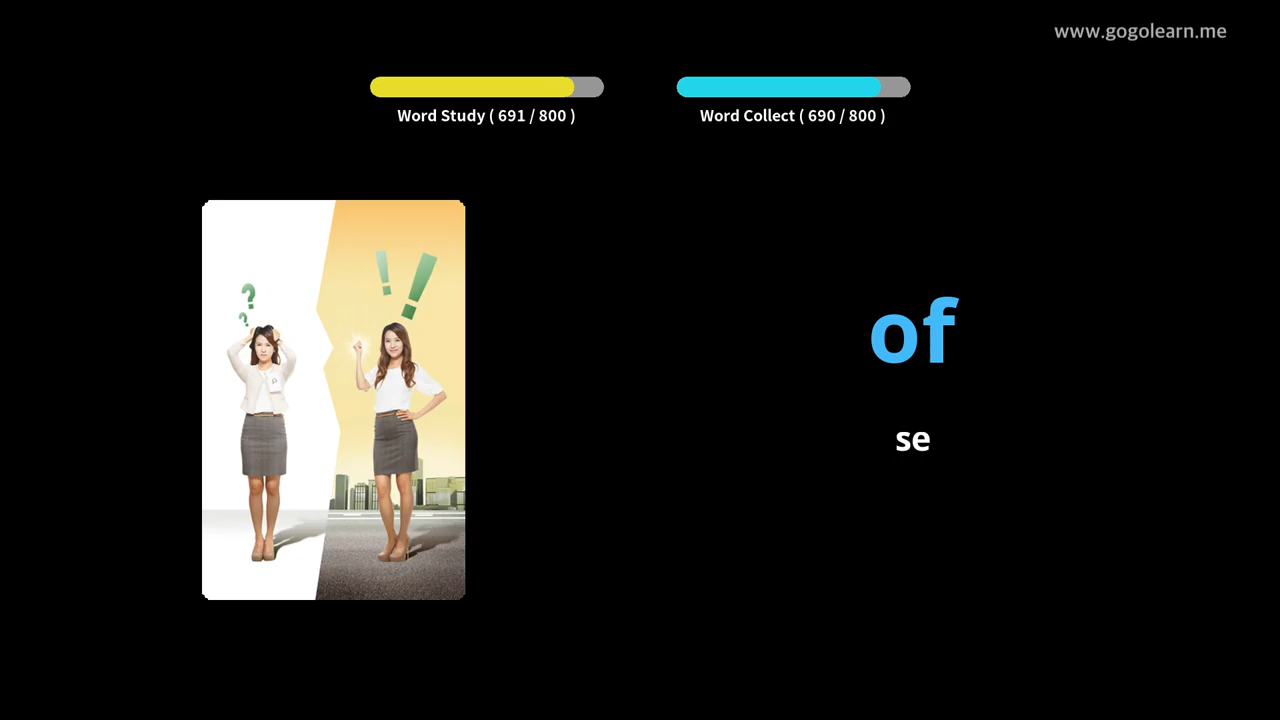 www.gogolearn.me
Word Study ( 691 / 800 )
Word Collect ( 690 / 800 )
? ! !
?
of
se